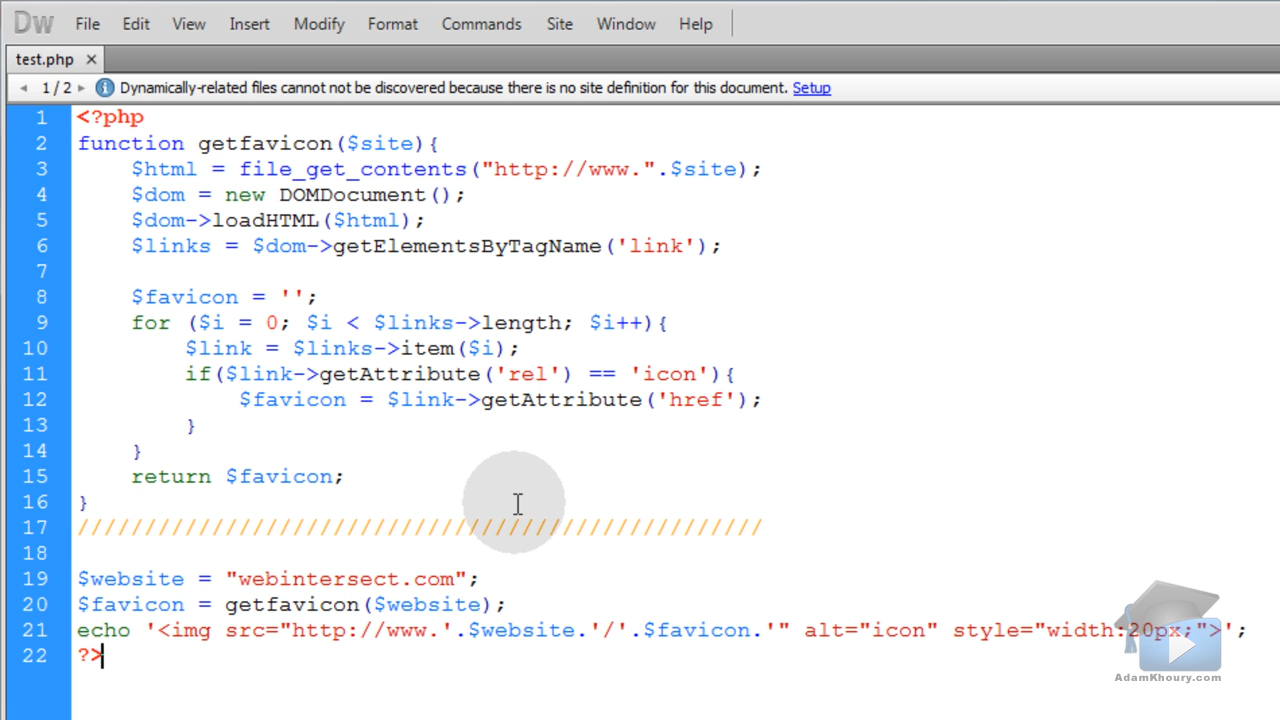 Dw File Edit View Insert Modify Format Commands Site Window Help
test.php ×
1 / 2 Dynamically-related files cannot not be discovered because there is no site definition for this document. Setup
1 <?php
2 function getfavicon($site){
3 $html = file_get_contents("http://www.".$site);
4 $dom = new DOMDocument();
5 $dom->loadHTML($html);
6 $links = $dom->getElementsByTagName('link');
7
8 $favicon = '';
9 for ($i = 0; $i < $links->length; $i++){
10 $link = $links->item($i);
11 if($link->getAttribute('rel') == 'icon'){
12 $favicon = $link->getAttribute('href');
13 }
14 }
15 return $favicon;
16 }
17 ///////////////////////////////////////////////////
18
19 $website = "webintersect.com";
20 $favicon = getfavicon($website);
21 echo '<img src="http://www.'.$website.'/'.$favicon.'" alt="icon" style="width:20px;">';
22 ?>
AdamKhoury.com